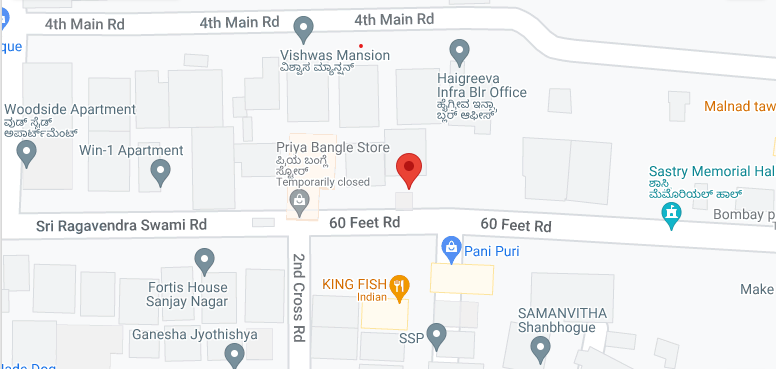 4th Main Rd
4th Main Rd
4th Main Rd
que
Vishwas Mansion
ವಿಶ್ವಾಸ ಮ್ಯಾನ್ಷನ್
Haigreeva
Infra Blr Office
ಹೈಗ್ರೀವ ಇನ್ಫ್ರಾ
ಬ್ಲರ್ ಆಫೀಸ್
Malnad taw
Woodside Apartment
ವುಡ್ ಸೈಡ್
ಅಪಾರ್ಟ್ಮೆಂಟ್
Win-1 Apartment
Priya Bangle Store
ಪ್ರಿಯ ಬಂಗ್ಲೆ
ಸ್ಟೋರ್
Temporarily closed
Sastry Memorial Hal
ಶಾಸಿ
ಮೆಮೊರಿಯಲ್ ಹಾಲ್
Bombay p
Sri Ragavendra Swami Rd
60 Feet Rd
60 Feet Rd
Pani Puri
2nd Cross Rd
Fortis House
Sanjay Nagar
KING FISH
Indian
Make
SAMANVITHA
Shanbhogue
Ganesha Jyothishya
SSP